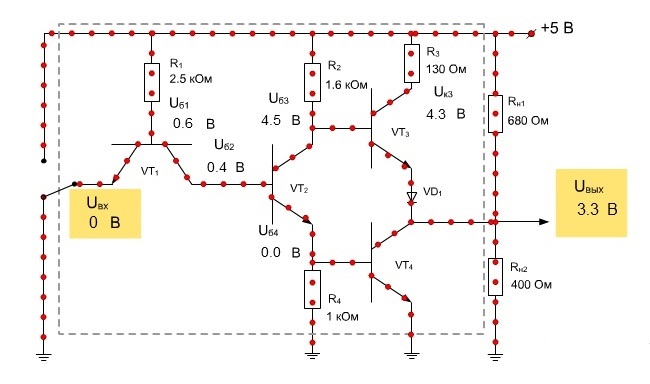 +5 В
R1
2.5 кОм
R2
1.6 кОм
R3
130 Ом
Rн1
680 Ом
Uб1
0.6 В
Uб3
4.5 В
Uк3
4.3 В
Uб2
0.4 В
VT1
VT2
VT3
VD1
Uвх
0 В
Uвых
3.3 В
Uб4
0.0 В
VT4
Rн2
400 Ом
R4
1 кОм